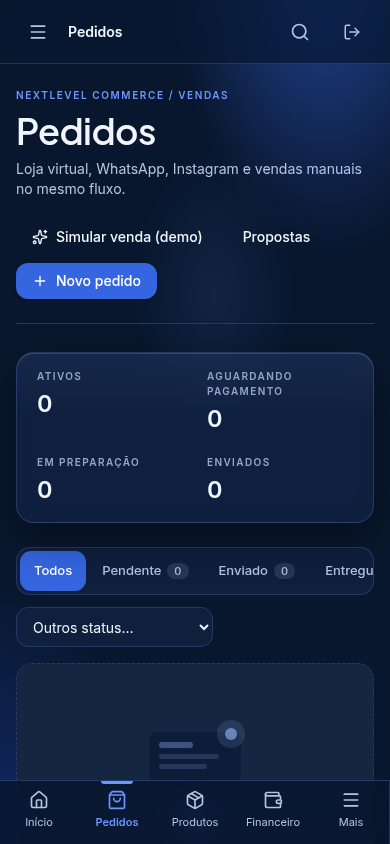 Pedidos
NEXTLEVEL COMMERCE / VENDAS
Pedidos
Loja virtual, WhatsApp, Instagram e vendas manuais
no mesmo fluxo.
Simular venda (demo)
Propostas
Novo pedido
ATIVOS
0
AGUARDANDO
PAGAMENTO
0
EM PREPARAÇÃO
0
ENVIADOS
0
Todos
Pendente 0
Enviado 0
Entregu
Outros status...
Início
Pedidos
Produtos
Financeiro
Mais